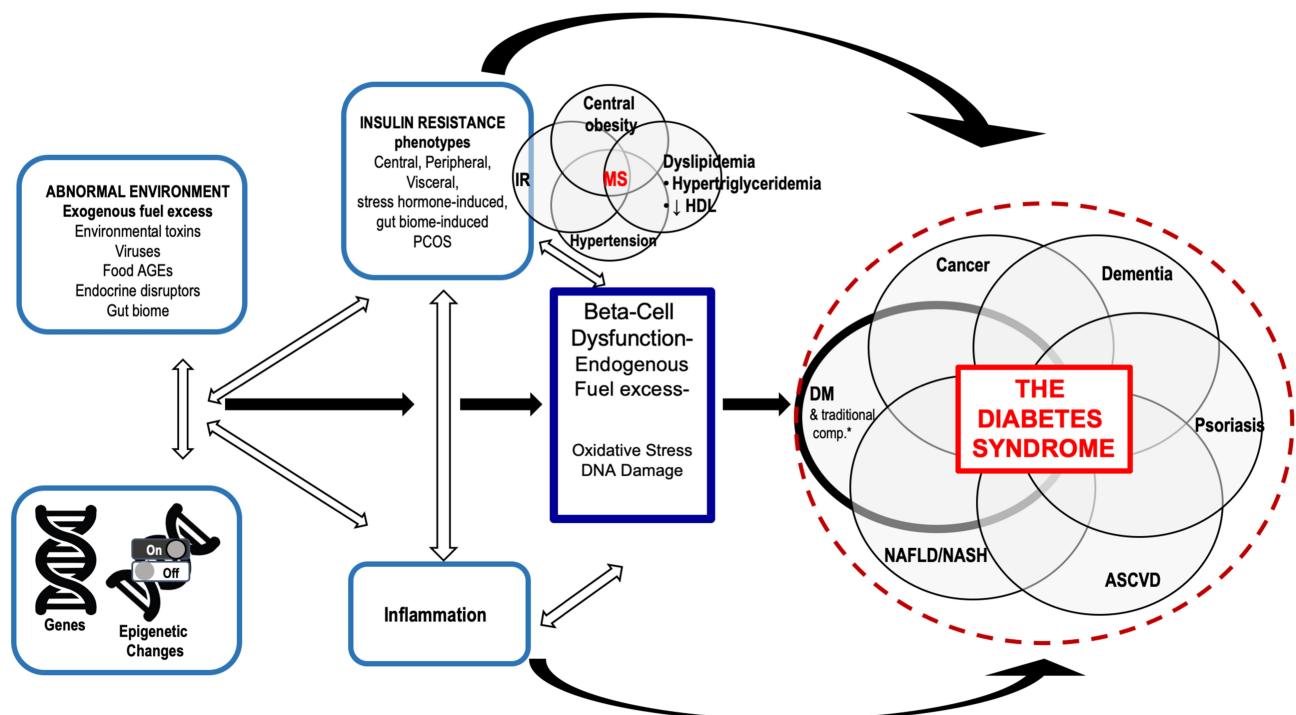 ABNORMAL ENVIRONMENT
Exogenous fuel excess
Environmental toxins
Viruses
Food AGEs
Endocrine disruptors
Gut biome
On
Off
Genes
Epigenetic
Changes
INSULIN RESISTANCE
phenotypes
Central, Peripheral,
Visceral,
stress hormone-induced,
gut biome-induced
PCOS
Central
obesity
IR
MS
Dyslipidemia
• Hypertriglyceridemia
• ↓ HDL
Hypertension
Beta-Cell
Dysfunction-
Endogenous
Fuel excess-
Oxidative Stress
DNA Damage
Inflammation
Cancer
Dementia
DM
& traditional
comp.*
THE
DIABETES
SYNDROME
Psoriasis
NAFLD/NASH
ASCVD